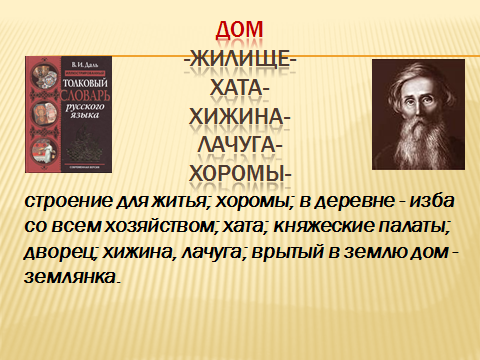 ДОМ
-ЖИЛИЩЕ-
ХАТА-
ХИЖИНА-
ЛАЧУГА-
ХОРОМЫ-
В. И. Даль
ТОЛКОВЫЙ
СЛОВАРЬ
русского
языка
строение для житья; хоромы; в деревне - изба
со всем хозяйством; хата; княжеские палаты;
дворец; хижина, лачуга; врытый в землю дом -
землянка.